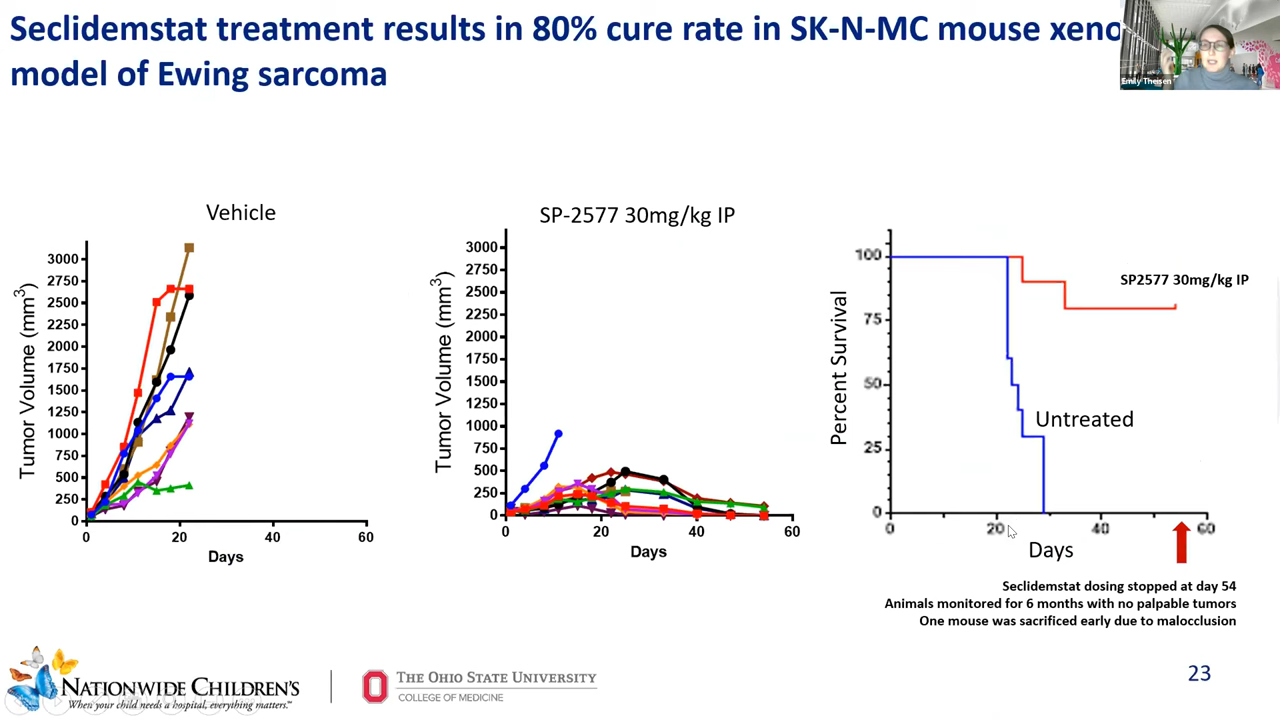 Seclidemstat treatment results in 80% cure rate in SK-N-MC mouse xeno
model of Ewing sarcoma
Emily Theisen
Vehicle
Tumor Volume (mm3)
3000
2750
2500
2250
2000
1750
1500
1250
1000
750
500
250
0
0 20 40 60
Days
SP-2577 30mg/kg IP
Tumor Volume (mm3)
3000
2750
2500
2250
2000
1750
1500
1250
1000
750
500
250
0
0 20 40 60
Days
Percent Survival
100
75
50
25
0
SP2577 30mg/kg IP
Untreated
0 20 40 60
Days
Seclidemstat dosing stopped at day 54
Animals monitored for 6 months with no palpable tumors
One mouse was sacrificed early due to malocclusion
NATIONWIDE CHILDREN'S
When your child needs a hospital, everything matters.™
THE OHIO STATE UNIVERSITY
COLLEGE OF MEDICINE
23